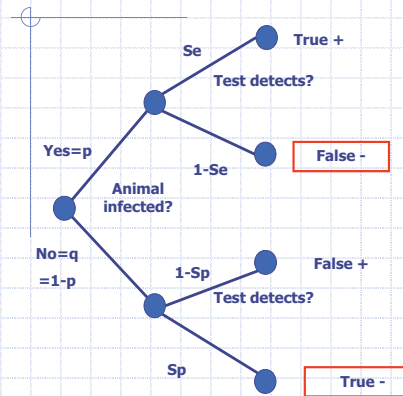 Se
True +
Test detects?
Yes=p
1-Se
False -
Animal
infected?
No=q
=1-p
1-Sp
False +
Test detects?
Sp
True -